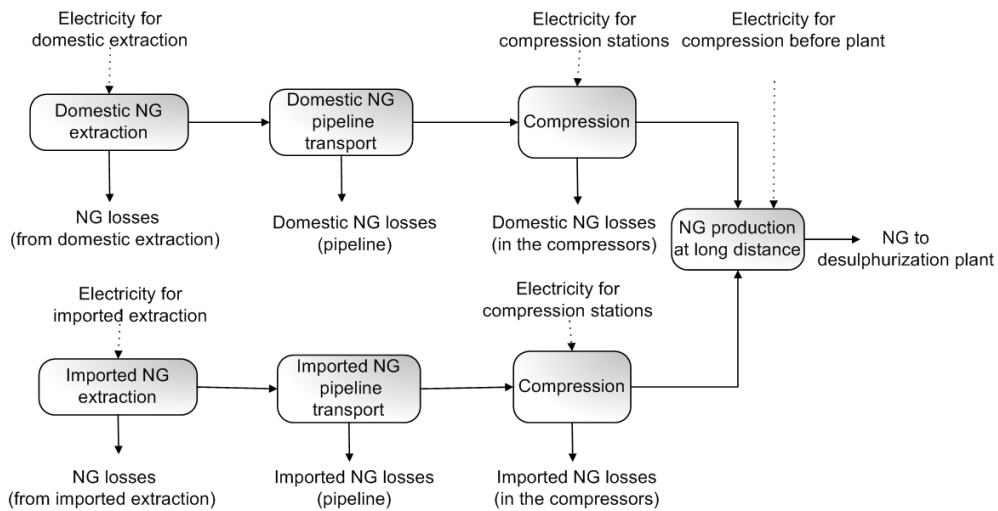 Electricity for
domestic extraction
Electricity for
compression stations
Electricity for
compression before plant
Domestic NG
extraction
Domestic NG
pipeline
transport
Compression
NG losses
(from domestic extraction)
Domestic NG losses
(pipeline)
Domestic NG losses
(in the compressors)
NG production
at long distance
NG to
desulphurization plant
Electricity for
imported extraction
Electricity for
compression stations
Imported NG
extraction
Imported NG
pipeline
transport
Compression
NG losses
(from imported extraction)
Imported NG losses
(pipeline)
Imported NG losses
(in the compressors)